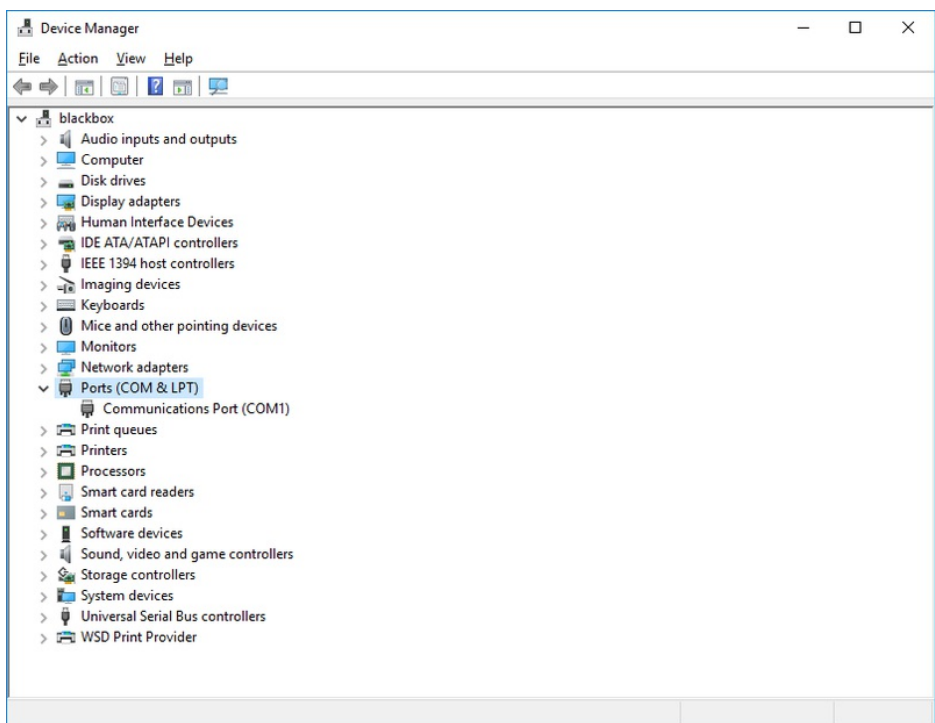 Device Manager
File Action View Help
blackbox
Audio inputs and outputs
Computer
Disk drives
Display adapters
Human Interface Devices
IDE ATA/ATAPI controllers
IEEE 1394 host controllers
Imaging devices
Keyboards
Mice and other pointing devices
Monitors
Network adapters
Ports (COM & LPT)
Communications Port (COM1)
Print queues
Printers
Processors
Smart card readers
Smart cards
Software devices
Sound, video and game controllers
Storage controllers
System devices
Universal Serial Bus controllers
WSD Print Provider